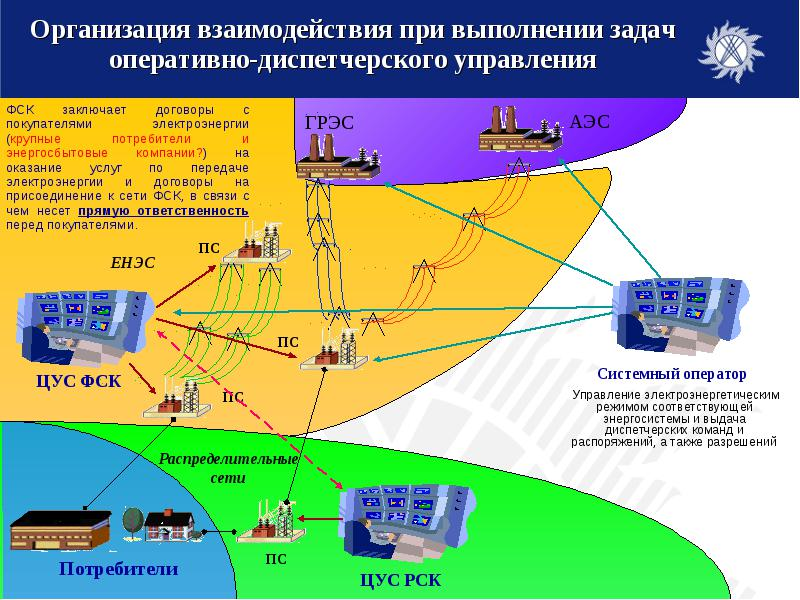 Организация взаимодействия при выполнении задач
оперативно-диспетчерского управления
ФСК заключает договоры с
покупателями электроэнергии
(крупные потребители и
энергосбытовые компании?) на
оказание услуг по передаче
электроэнергии и договоры на
присоединение к сети ФСК, в связи с
чем несет прямую ответственность
перед покупателями.
ГРЭС
АЭС
ПС
ЕНЭС
ПС
ЦУС ФСК
ПС
Системный оператор
Управление электроэнергетическим
режимом соответствующей
энергосистемы и выдача
диспетчерских команд и
распоряжений, а также разрешений
Распределительные
сети
ПС
Потребители
ЦУС РСК